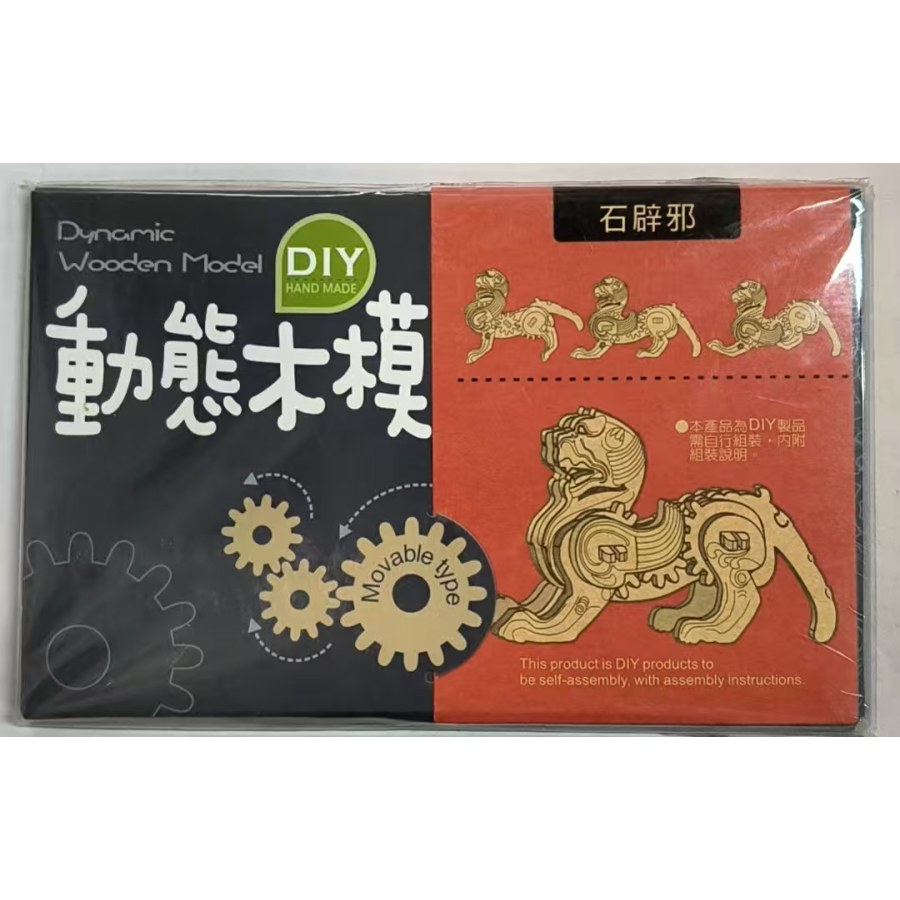 Dynamic
Wooden Model
DIY
HAND MADE
動態木模
Movable type
石辟邪
●本產品為DIY製品
需自行組裝，內附
組裝說明。
This product is DIY products to
be self-assembly, with assembly instructions.